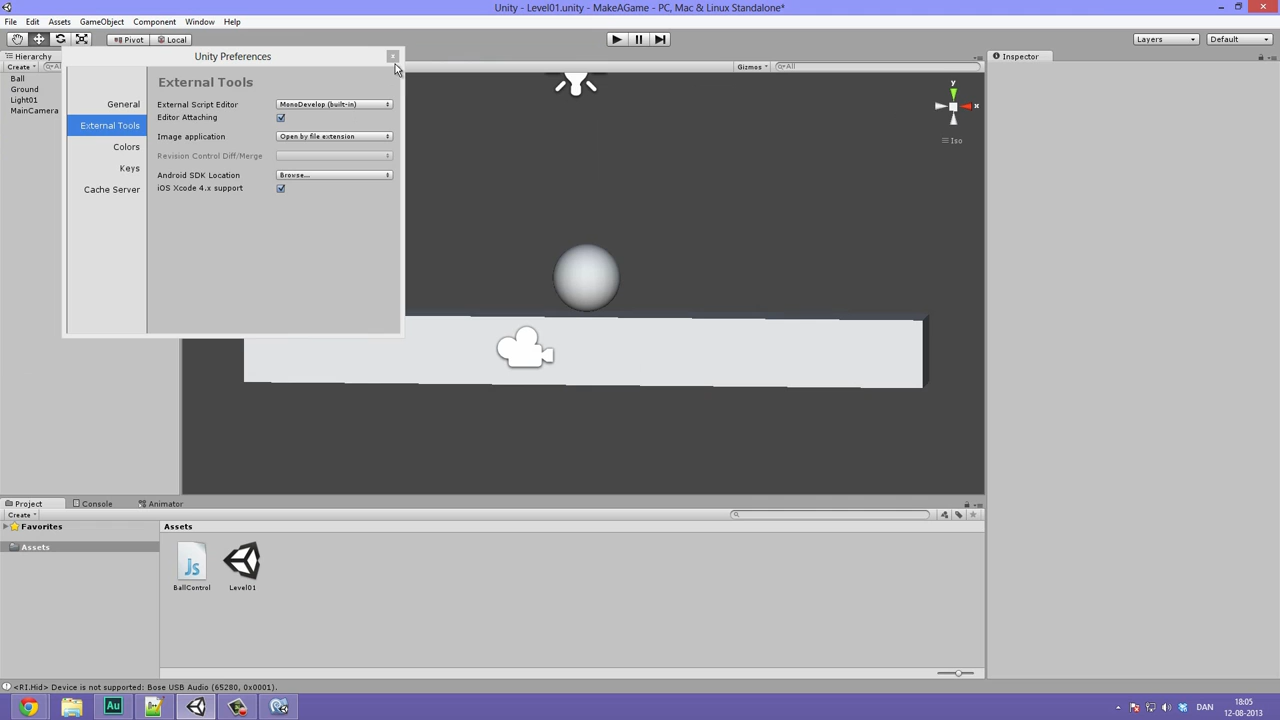 Unity - Level01.unity - MakeAGame - PC, Mac & Linux Standalone*
File Edit Assets GameObject Component Window Help
Pivot Local
Layers Default
Hierarchy
Create
Ball
Ground
Light01
MainCamera
Unity Preferences
General
External Tools
Colors
Keys
Cache Server
External Tools
External Script Editor MonoDevelop (built-in)
Editor Attaching
Image application Open by file extension
Revision Control Diff/Merge
Android SDK Location Browse...
iOS Xcode 4.x support
Gizmos All
y
x
Iso
Inspector
Project Console Animator
Create
Favorites
Assets
Assets
BallControl
Js
Level01
<RI.Hid> Device is not supported: Bose USB Audio (65280, 0x0001).
Au
DAN
18:05
12-08-2013